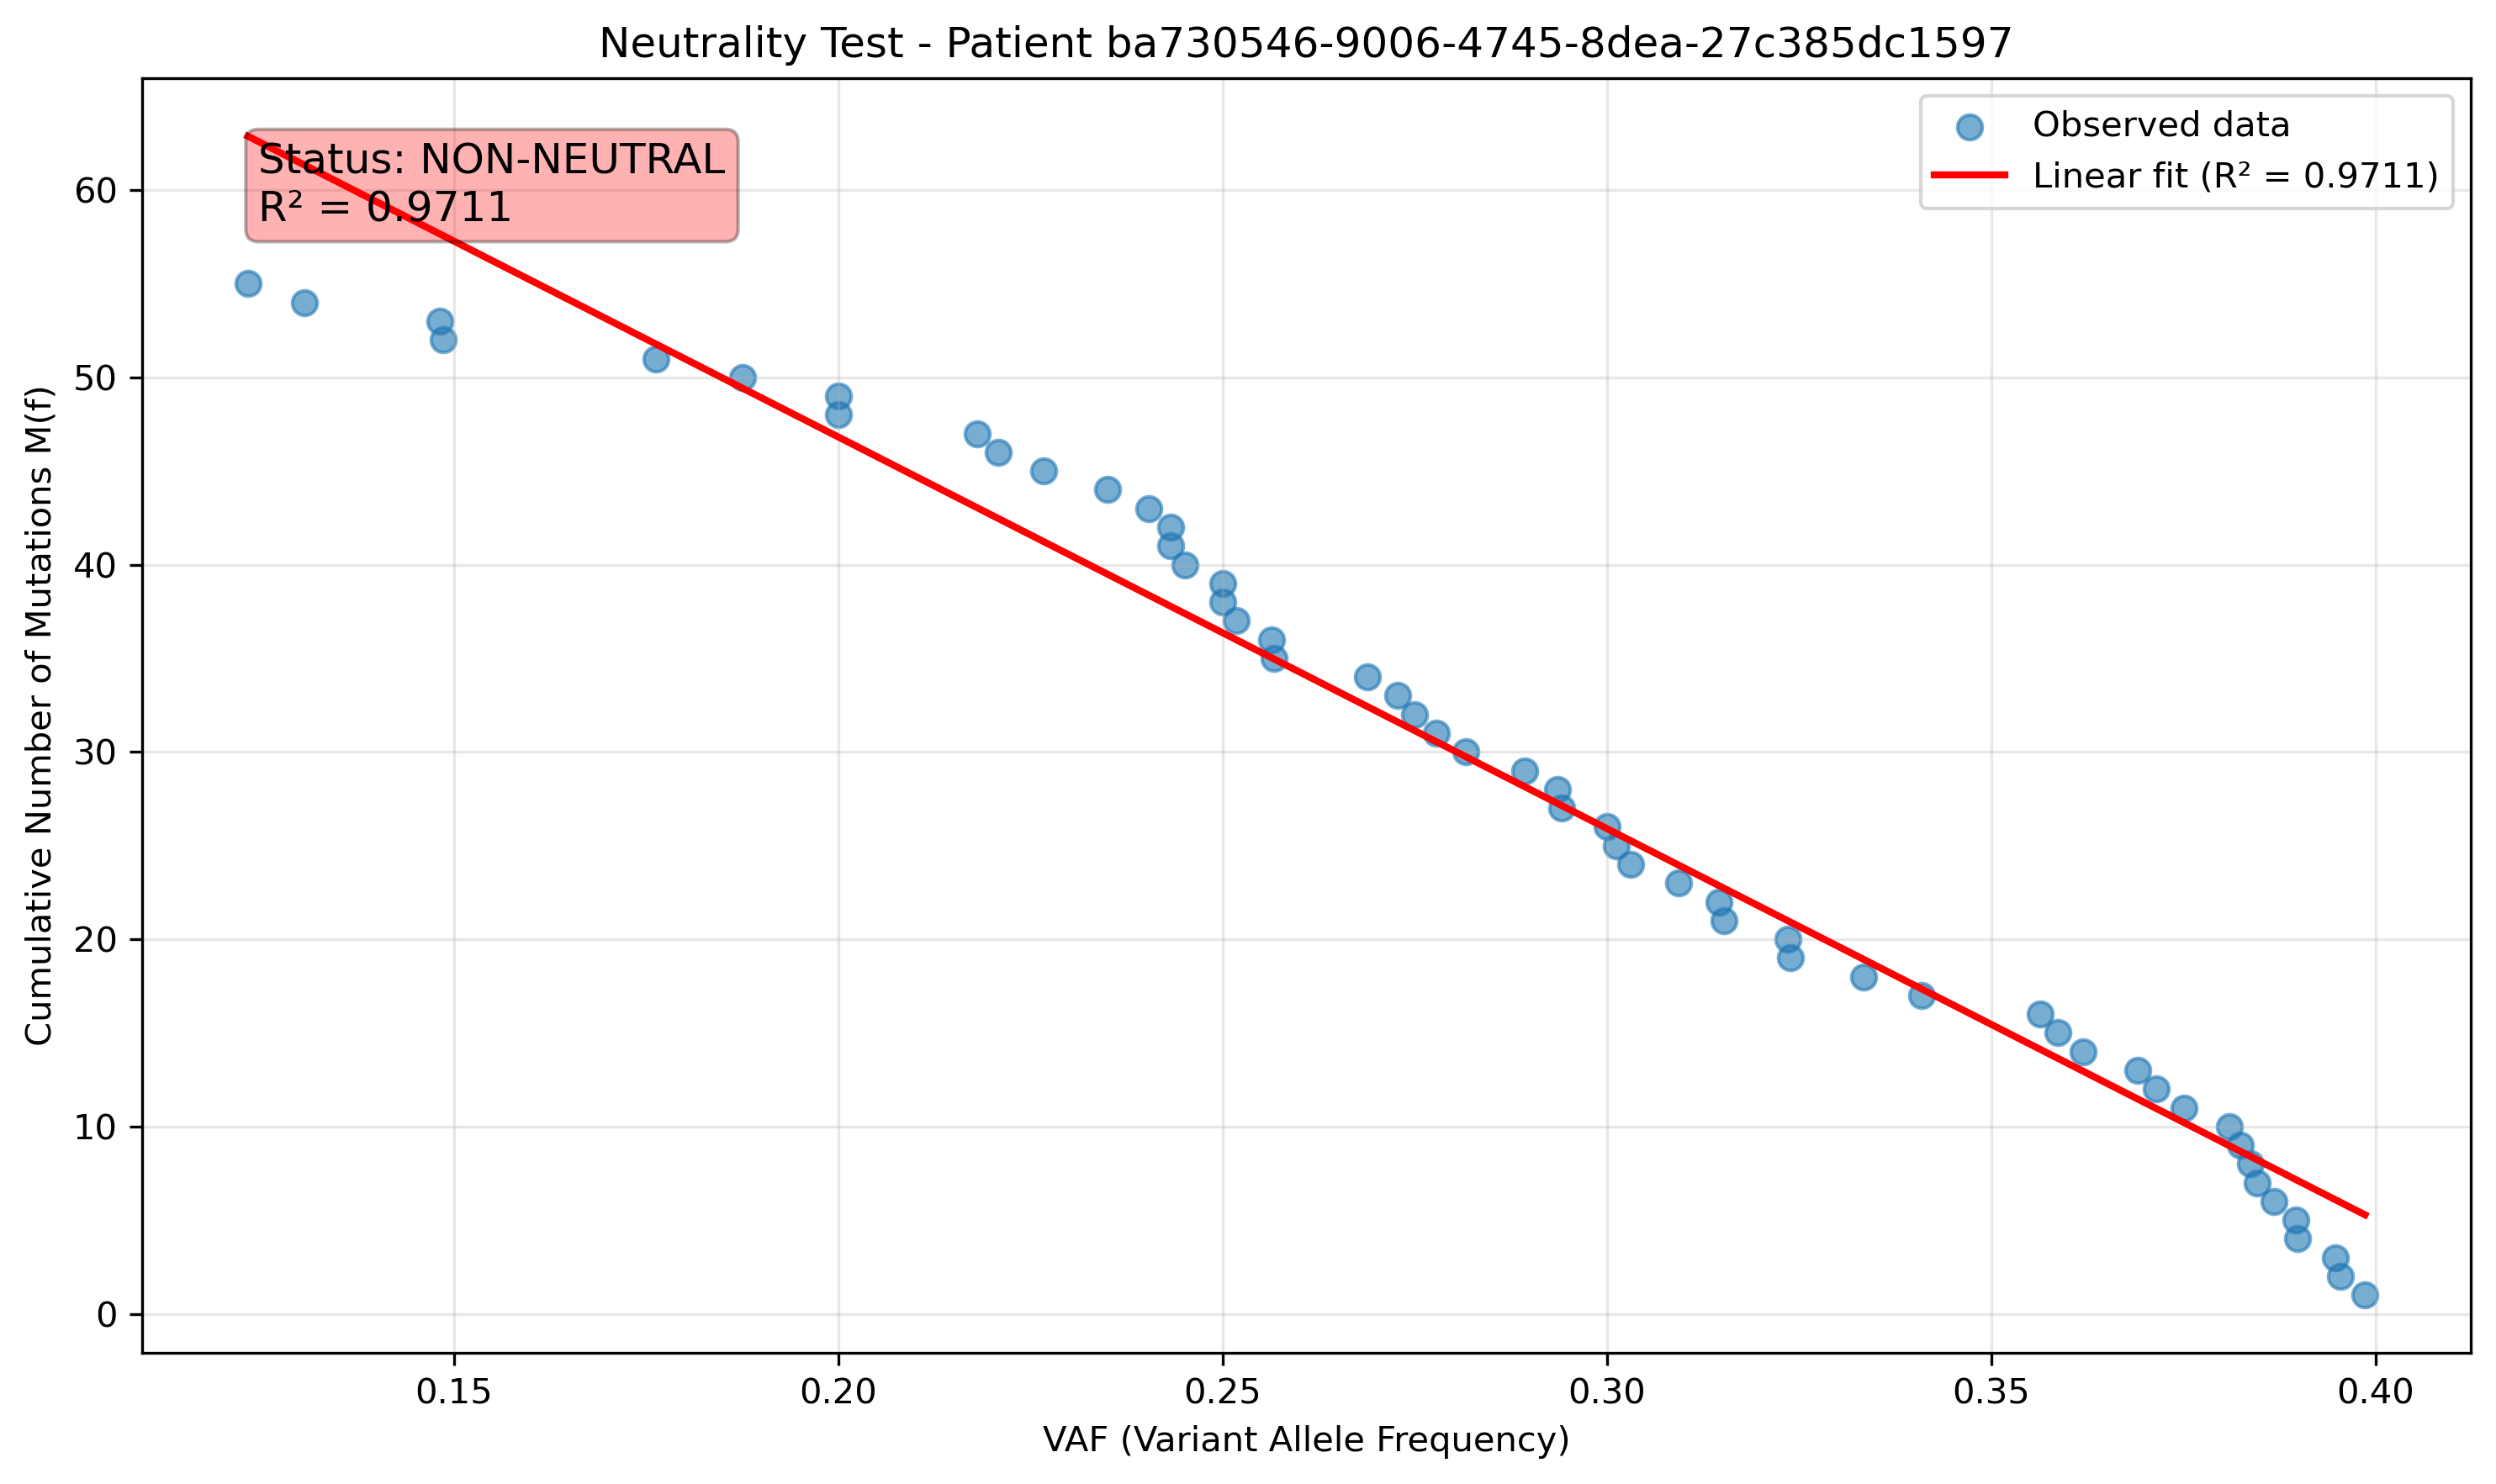 Neutrality Test - Patient ba730546-9006-4745-8dea-27c385dc1597
Status: NON-NEUTRAL
R² = 0.9711
Observed data
Linear fit (R² = 0.9711)
Cumulative Number of Mutations M(f)
60
50
40
30
20
10
0
0.15
0.20
0.25
0.30
0.35
0.40
VAF (Variant Allele Frequency)